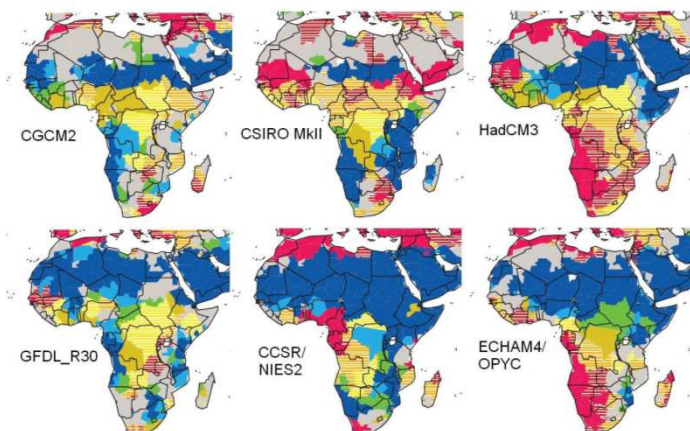 CGCM2
CSIRO MkII
HadCM3
GFDL_R30
CCSR/
NIES2
ECHAM4/
OPYC